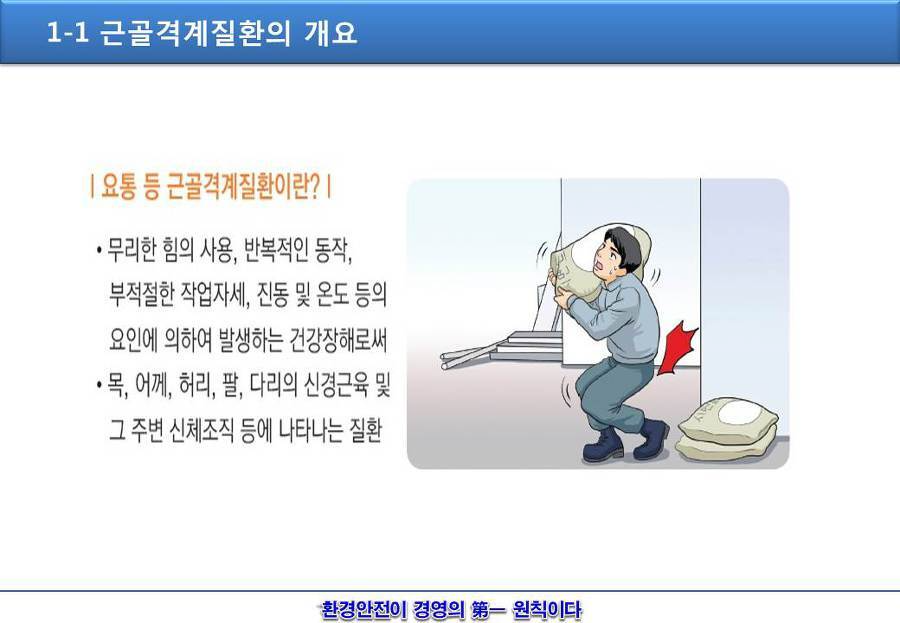 1-1 근골격계질환의 개요
| 요통 등 근골격계질환이란? |
• 무리한 힘의 사용, 반복적인 동작,
부적절한 작업자세, 진동 및 온도 등의
요인에 의하여 발생하는 건강장해로써
• 목, 어께, 허리, 팔, 다리의 신경근육 및
그 주변 신체조직 등에 나타나는 질환
환경안전이 경영의 第一 원칙이다